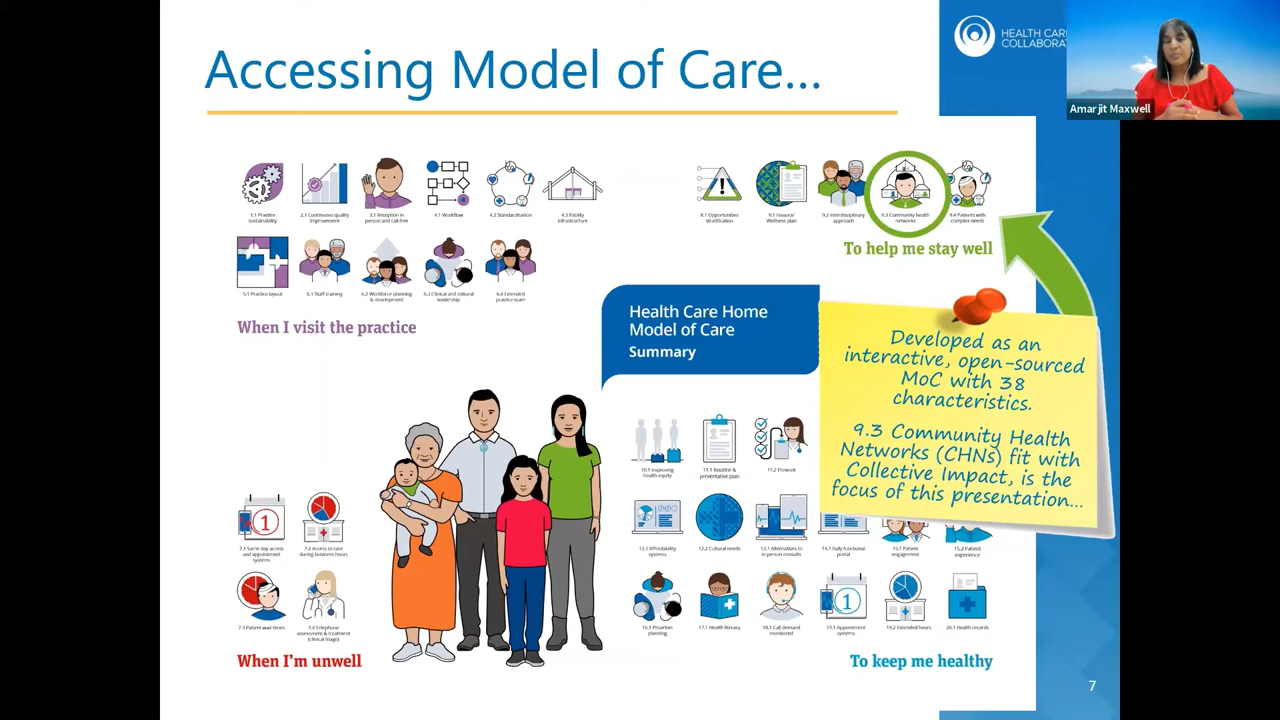 Accessing Model of Care...
HEALTH CAR
COLLABORA
Amarjit Maxwell
1.1 Practice
sustainability
2.1 Continuous quality
improvement
3.1 Reception in
person and call free
4.1 Workflow
4.2 Standardisation
4.3 Facility
infrastructure
5.1 Practice layout
6.1 Staff training
6.2 Workforce planning
& development
6.3 Clinical and cultural
leadership
6.4 Extended
practice team
When I visit the practice
8.1 Opportunities
stratification
9.1 Hauora/
Wellness plan
9.2 Interdisciplinary
approach
9.3 Community health
networks
9.4 Patients with
complex needs
To help me stay well
Health Care Home
Model of Care
Summary
Developed as an
interactive, open-sourced
MoC with 38
characteristics.
9.3 Community Health
Networks (CHNs) fit with
Collective Impact, is the
focus of this presentation...
10.1 Improving
health equity
11.1 Routine &
preventative plan
11.2 Prework
12.1 Affordability
systems
12.2 Cultural needs
13.1 Alternatives to
in person consults
14.1 Fully functional
portal
15.1 Patient
engagement
15.2 Patient
experience
16.1 Proactive
planning
17.1 Health literacy
18.1 Call demand
monitored
1
19.1 Appointment
systems
19.2 Extended hours
20.1 Health records
To keep me healthy
1
7.1 Same day access
and appointment
systems
7.2 Access to care
during business hours
7.3 Patient wait times
7.4 Telephone
assessment & treatment
(clinical triage)
When I'm unwell
7